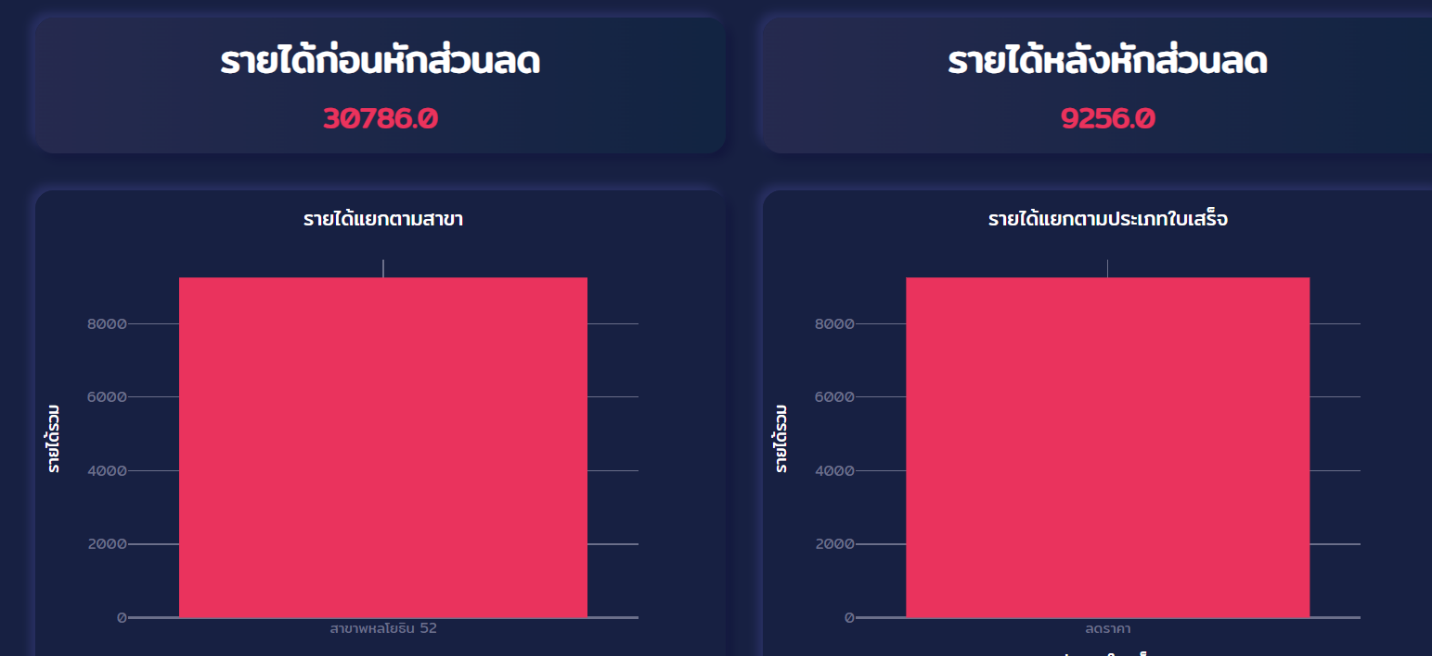 รายได้ก่อนหักส่วนลด
30786.0
รายได้หลังหักส่วนลด
9256.0
รายได้แยกตามสาขา
รายได้รวม
8000
6000
4000
2000
0
สาขาพหลโยธิน 52
รายได้แยกตามประเภทใบเสร็จ
รายได้รวม
8000
6000
4000
2000
0
ลดราคา